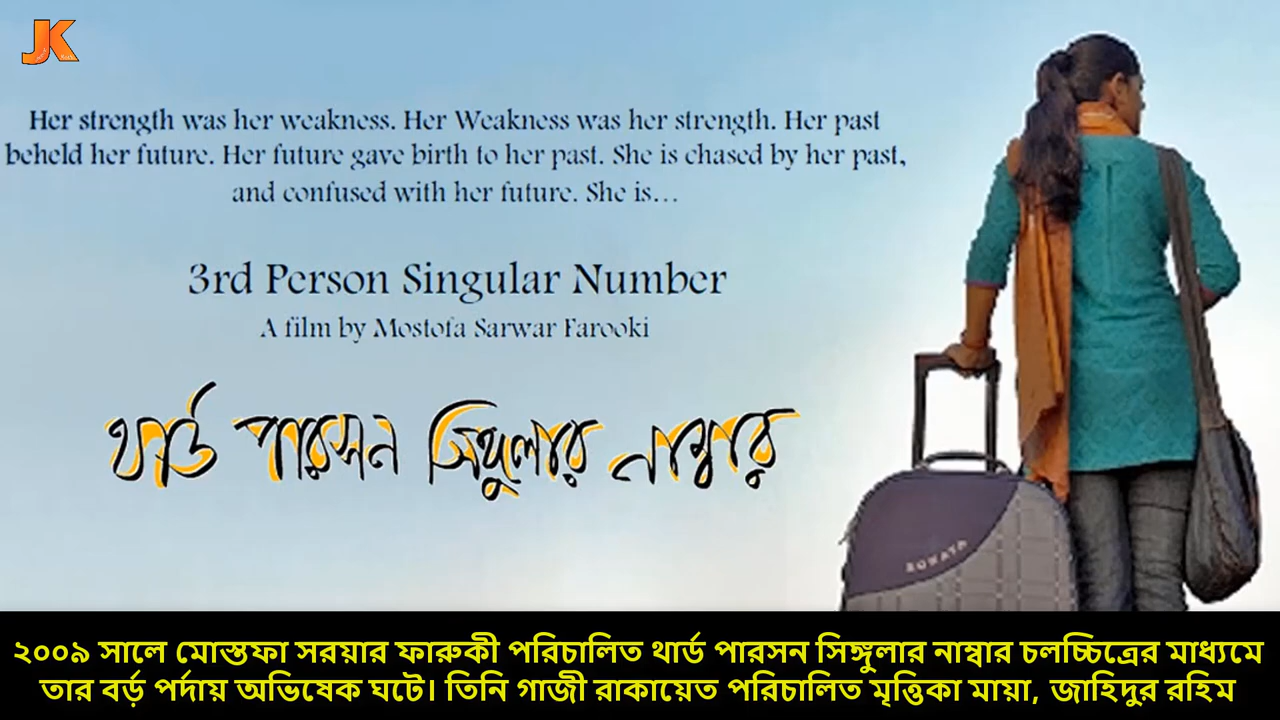 JK
Her strength was her weakness. Her Weakness was her strength. Her past
beheld her future. Her future gave birth to her past. She is chased by her past,
and confused with her future. She is...
3rd Person Singular Number
A film by Mostofa Sarwar Farooki
থার্ড পারসন সিঙ্গুলার নাম্বার
SONATA
২০০৯ সালে মোস্তফা সরয়ার ফারুকী পরিচালিত থার্ড পারসন সিঙ্গুলার নাম্বার চলচ্চিত্রের মাধ্যমে
তার বর্ড় পর্দায় অভিষেক ঘটে। তিনি গাজী রাকায়েত পরিচালিত মৃত্তিকা মায়া, জাহিদুর রহিম